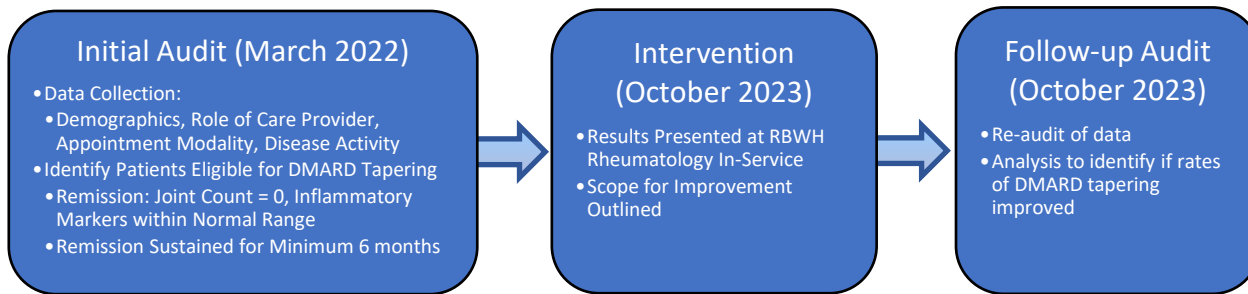 Initial Audit (March 2022)
•Data Collection:
•Demographics, Role of Care Provider,
Appointment Modality, Disease Activity
•Identify Patients Eligible for DMARD Tapering
•Remission: Joint Count = 0, Inflammatory
Markers within Normal Range
•Remission Sustained for Minimum 6 months
Intervention
(October 2023)
•Results Presented at RBWH
Rheumatology In-Service
•Scope for Improvement
Outlined
Follow-up Audit
(October 2023)
•Re-audit of data
•Analysis to identify if rates
of DMARD tapering
improved